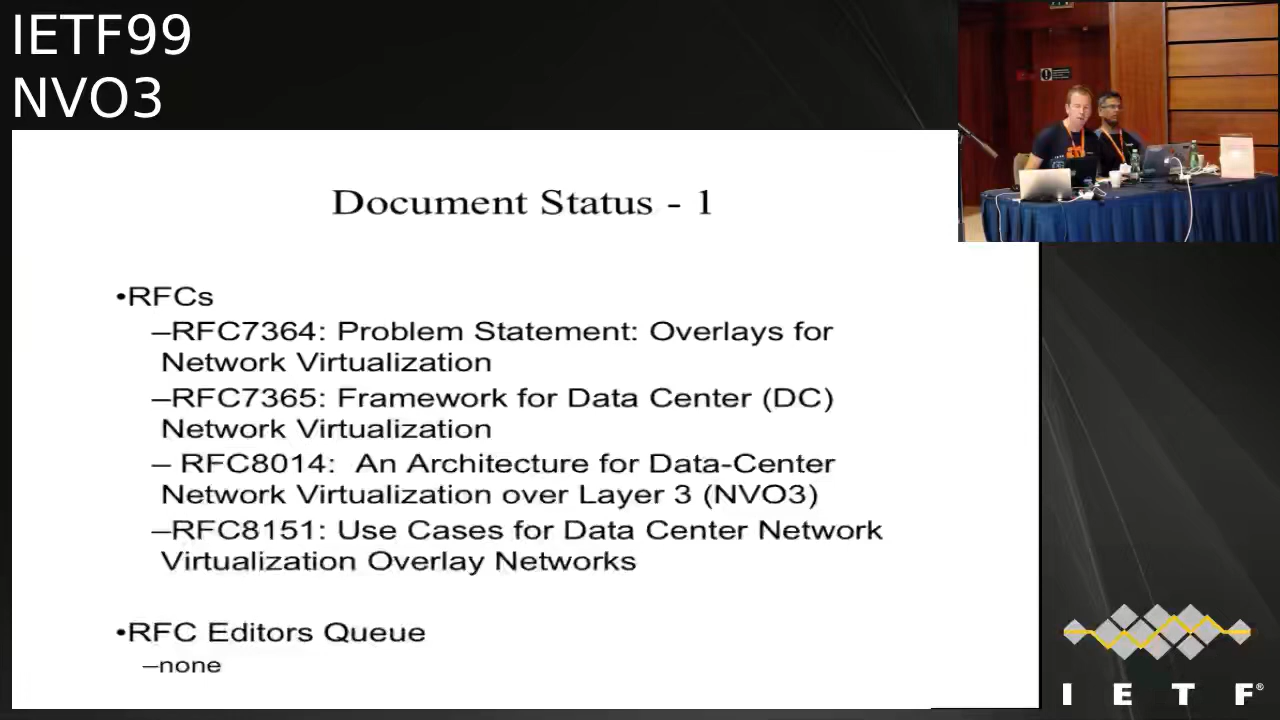 IETF99
NVO3
Document Status - 1
•RFCs
–RFC7364: Problem Statement: Overlays for
Network Virtualization
–RFC7365: Framework for Data Center (DC)
Network Virtualization
– RFC8014:  An Architecture for Data-Center
Network Virtualization over Layer 3 (NVO3)
–RFC8151: Use Cases for Data Center Network
Virtualization Overlay Networks
•RFC Editors Queue
–none
I E T F®